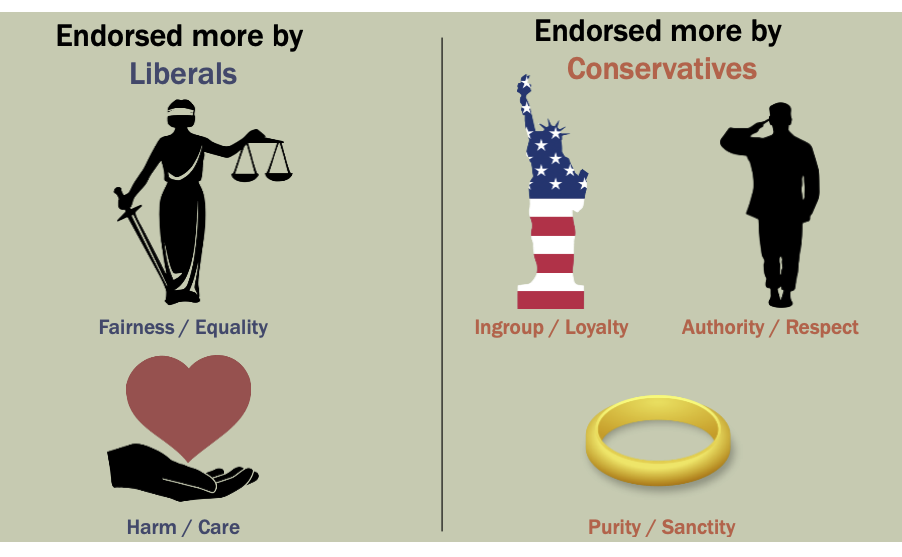 Endorsed more by
Liberals
Fairness / Equality
Harm / Care
Endorsed more by
Conservatives
Ingroup / Loyalty
Authority / Respect
Purity / Sanctity